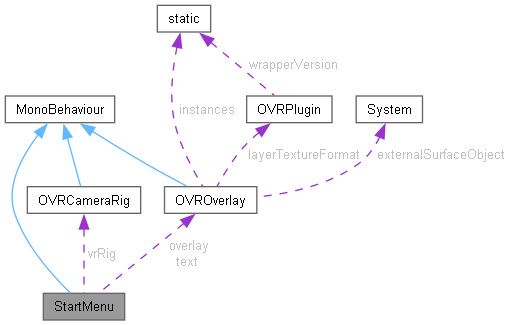 static
wrapperVersion
MonoBehaviour
instances
OVRPlugin
System
layerTextureFormat
externalSurfaceObject
OVRCameraRig
OVROverlay
vrRig
overlay
text
StartMenu